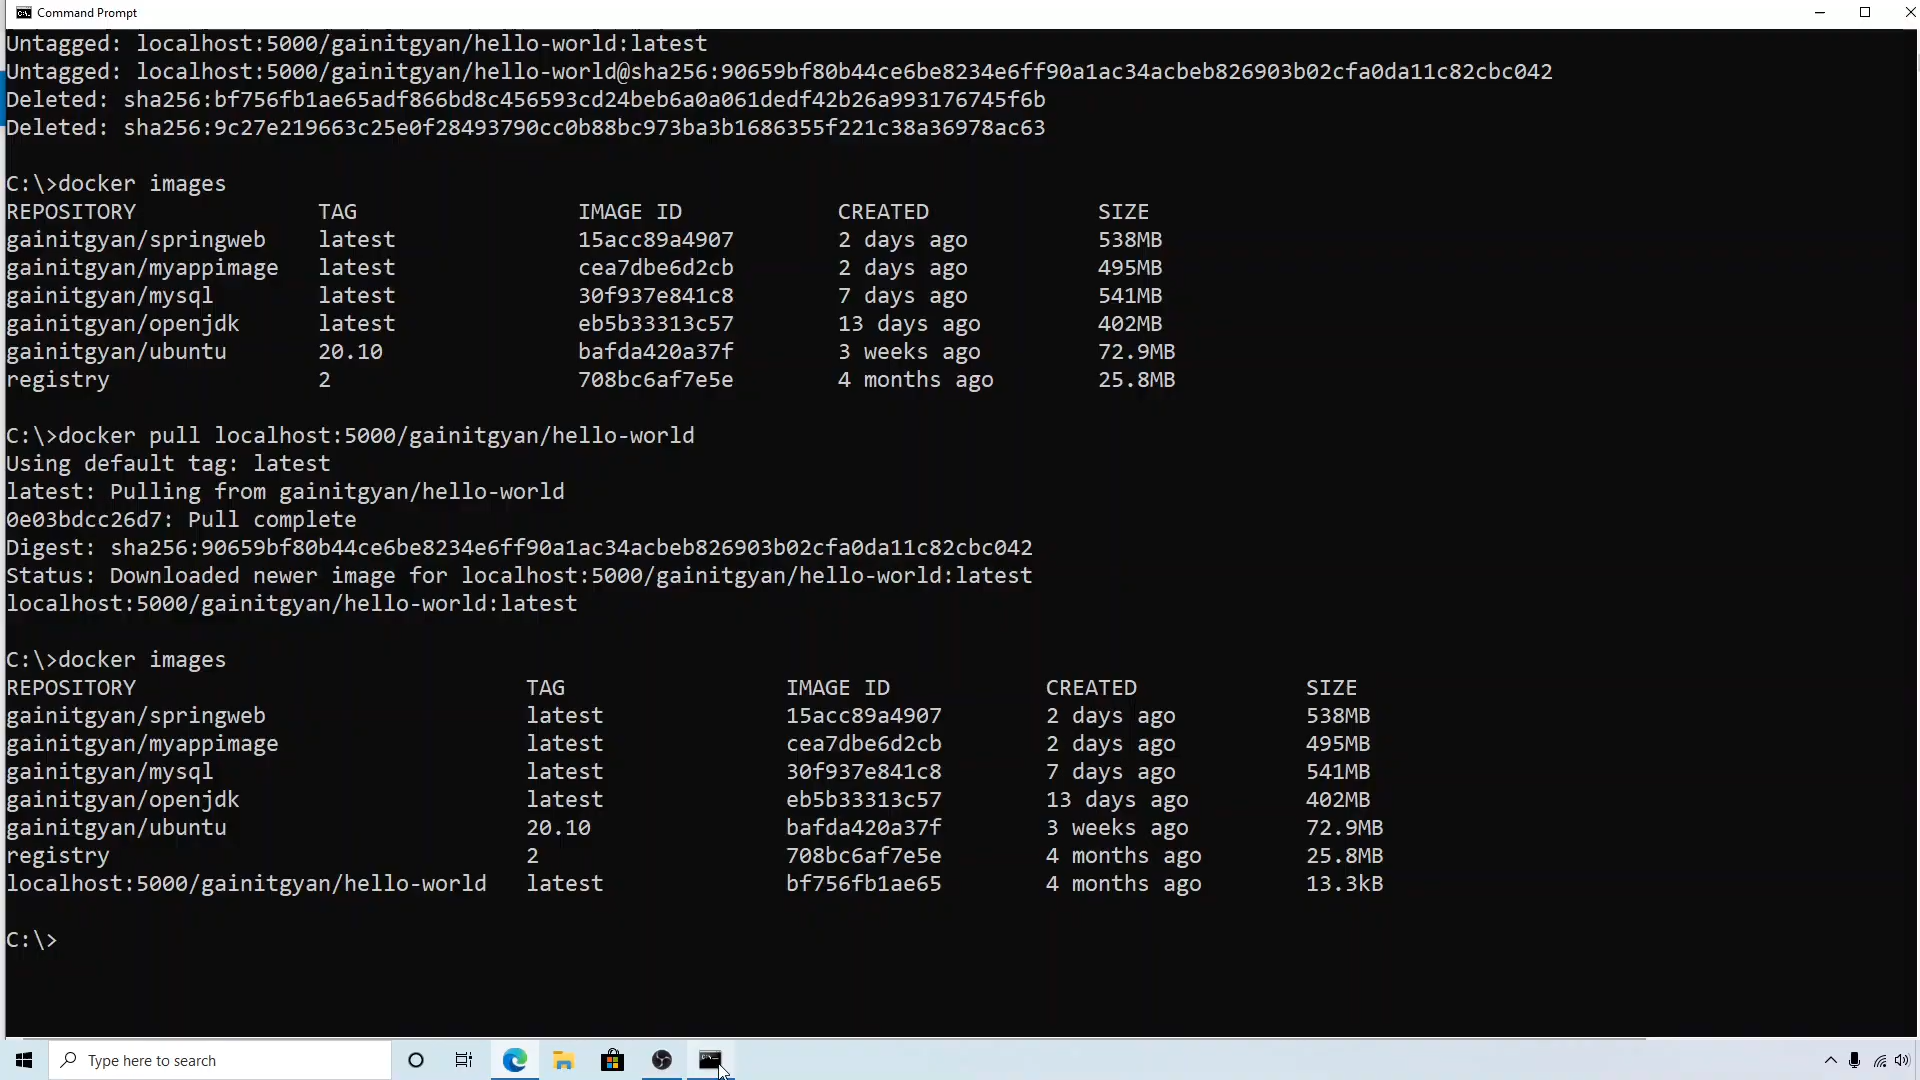 Command Prompt
Untagged: localhost:5000/gainitgyan/hello-world:latest
Untagged: localhost:5000/gainitgyan/hello-world@sha256:90659bf80b44ce6be8234e6ff90a1ac34acbeb826903b02cfa0da11c82cbc042
Deleted: sha256:bf756fb1ae65adf866bd8c456593cd24beb6a0a061dedf42b26a993176745f6b
Deleted: sha256:9c27e219663c25e0f28493790cc0b88bc973ba3b1686355f221c38a36978ac63
C:\>docker images
REPOSITORY TAG IMAGE ID CREATED SIZE
gainitgyan/springweb latest 15acc89a4907 2 days ago 538MB
gainitgyan/myappimage latest cea7dbe6d2cb 2 days ago 495MB
gainitgyan/mysql latest 30f937e841c8 7 days ago 541MB
gainitgyan/openjdk latest eb5b33313c57 13 days ago 402MB
gainitgyan/ubuntu 20.10 bafda420a37f 3 weeks ago 72.9MB
registry 2 708bc6af7e5e 4 months ago 25.8MB
C:\>docker pull localhost:5000/gainitgyan/hello-world
Using default tag: latest
latest: Pulling from gainitgyan/hello-world
0e03bdcc26d7: Pull complete
Digest: sha256:90659bf80b44ce6be8234e6ff90a1ac34acbeb826903b02cfa0da11c82cbc042
Status: Downloaded newer image for localhost:5000/gainitgyan/hello-world:latest
localhost:5000/gainitgyan/hello-world:latest
C:\>docker images
REPOSITORY TAG IMAGE ID CREATED SIZE
gainitgyan/springweb latest 15acc89a4907 2 days ago 538MB
gainitgyan/myappimage latest cea7dbe6d2cb 2 days ago 495MB
gainitgyan/mysql latest 30f937e841c8 7 days ago 541MB
gainitgyan/openjdk latest eb5b33313c57 13 days ago 402MB
gainitgyan/ubuntu 20.10 bafda420a37f 3 weeks ago 72.9MB
registry 2 708bc6af7e5e 4 months ago 25.8MB
localhost:5000/gainitgyan/hello-world latest bf756fb1ae65 4 months ago 13.3kB
C:\>
Type here to search